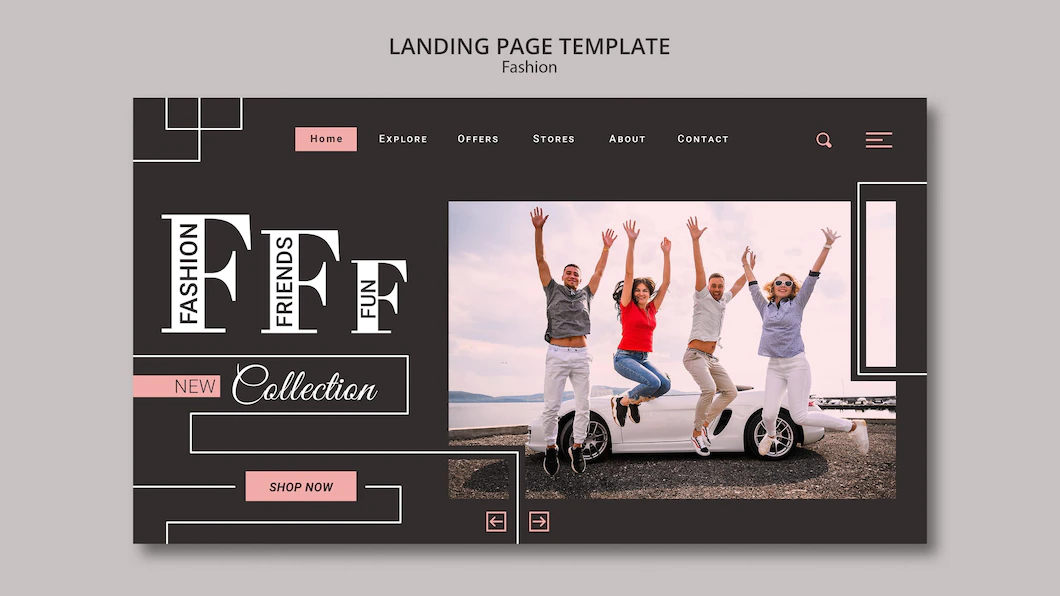 LANDING PAGE TEMPLATE
Fashion
Home Explore Offers Stores About Contact
FASHION
FRIENDS
FUN
F F F
NEW Collection
SHOP NOW